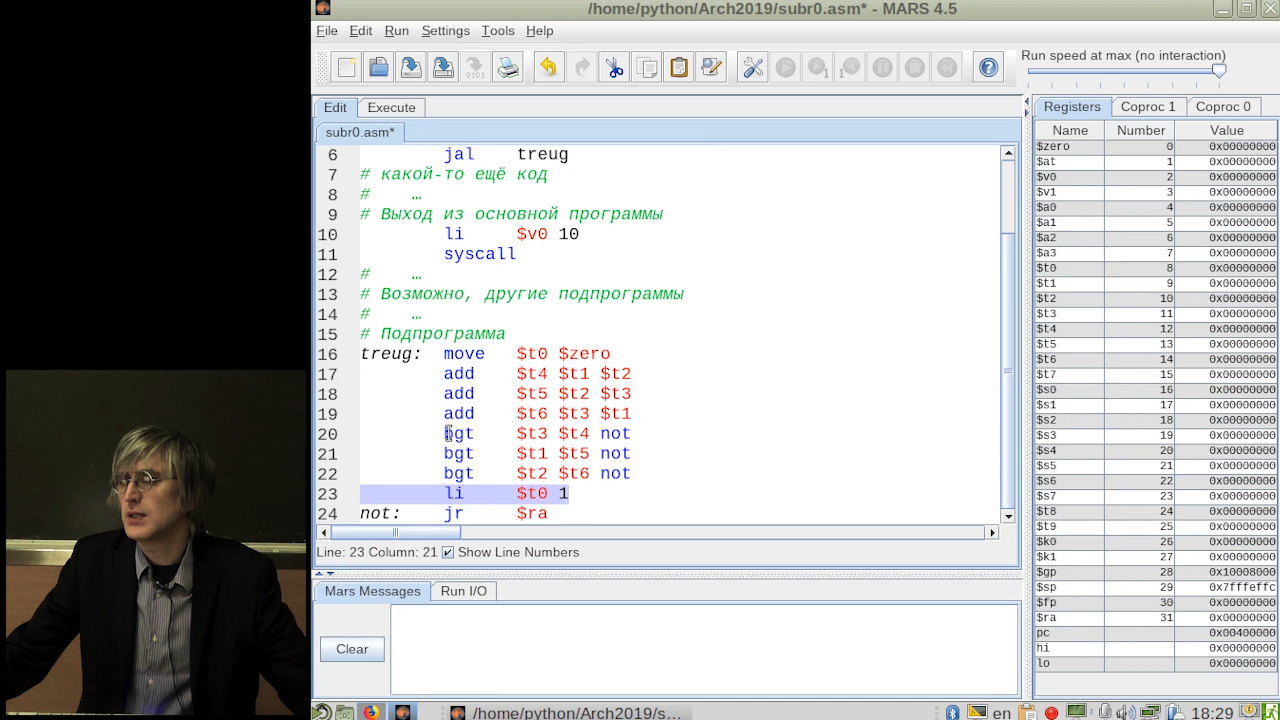 /home/python/Arch2019/subr0.asm* - MARS 4.5
File Edit Run Settings Tools Help
Run speed at max (no interaction)
Edit Execute
subr0.asm*
6 jal treug
7 # какой-то ещё код
8 # …
9 # Выход из основной программы
10 li $v0 10
11 syscall
12 # …
13 # Возможно, другие подпрограммы
14 # …
15 # Подпрограмма
16 treug: move $t0 $zero
17 add $t4 $t1 $t2
18 add $t5 $t2 $t3
19 add $t6 $t3 $t1
20 bgt $t3 $t4 not
21 bgt $t1 $t5 not
22 bgt $t2 $t6 not
23 li $t0 1
24 not: jr $ra
Line: 23 Column: 21 Show Line Numbers
Mars Messages Run I/O
Clear
Registers Coproc 1 Coproc 0
Name Number Value
$zero 0 0x00000000
$at 1 0x00000000
$v0 2 0x00000000
$v1 3 0x00000000
$a0 4 0x00000000
$a1 5 0x00000000
$a2 6 0x00000000
$a3 7 0x00000000
$t0 8 0x00000000
$t1 9 0x00000000
$t2 10 0x00000000
$t3 11 0x00000000
$t4 12 0x00000000
$t5 13 0x00000000
$t6 14 0x00000000
$t7 15 0x00000000
$s0 16 0x00000000
$s1 17 0x00000000
$s2 18 0x00000000
$s3 19 0x00000000
$s4 20 0x00000000
$s5 21 0x00000000
$s6 22 0x00000000
$s7 23 0x00000000
$t8 24 0x00000000
$t9 25 0x00000000
$k0 26 0x00000000
$k1 27 0x00000000
$gp 28 0x10008000
$sp 29 0x7fffeffc
$fp 30 0x00000000
$ra 31 0x00000000
pc 0x00400000
hi 0x00000000
lo 0x00000000
/home/python/Arch2019/s... en 18:29